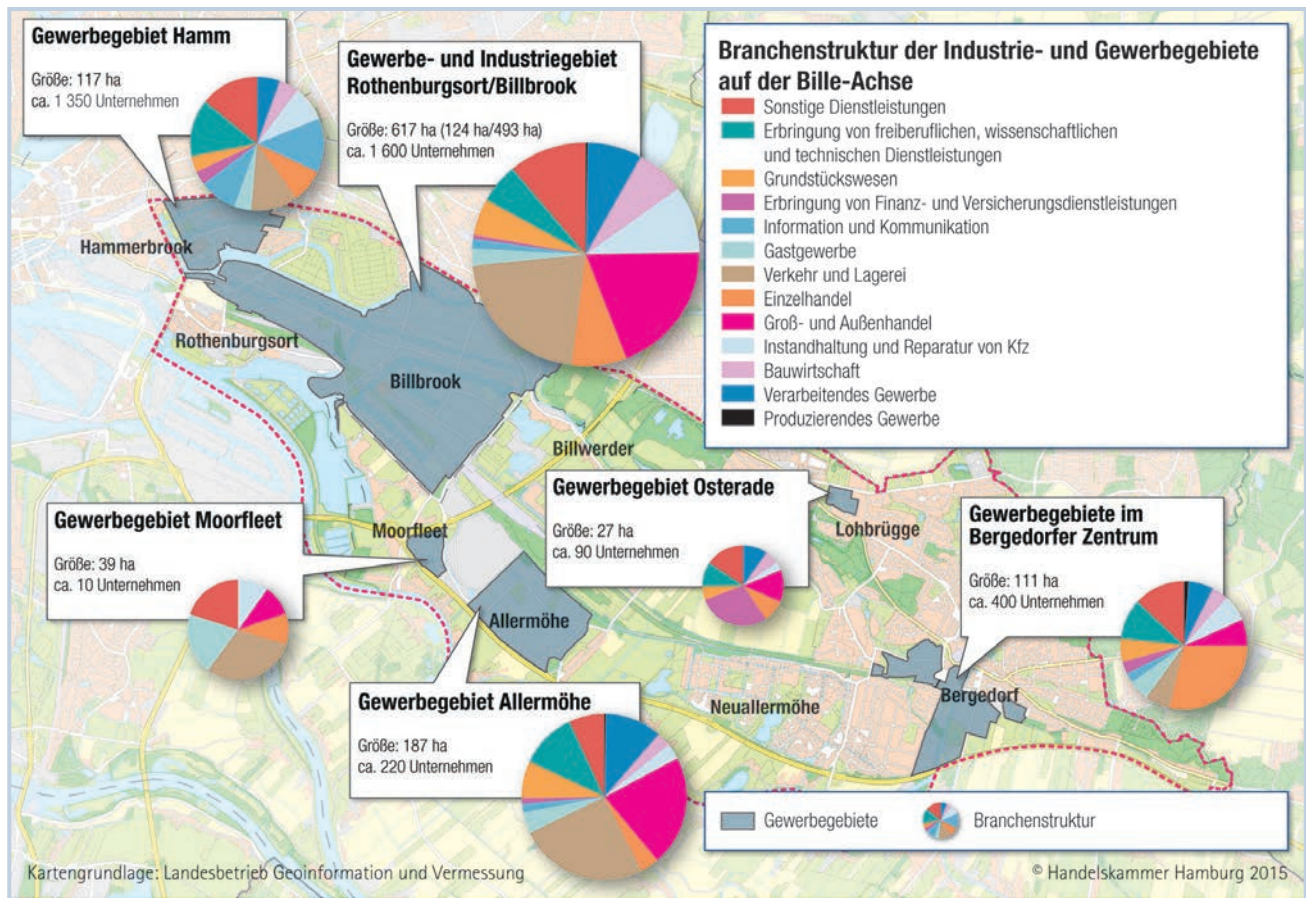 Gewerbegebiet Hamm
Größe: 117 ha
ca. 1 350 Unternehmen
Gewerbe- und Industriegebiet
Rothenburgsort/Billbrook
Größe: 617 ha (124 ha/493 ha)
ca. 1 600 Unternehmen
Branchenstruktur der Industrie- und Gewerbegebiete
auf der Bille-Achse
Sonstige Dienstleistungen
Erbringung von freiberuflichen, wissenschaftlichen
und technischen Dienstleistungen
Grundstückswesen
Erbringung von Finanz- und Versicherungsdienstleistungen
Information und Kommunikation
Gastgewerbe
Verkehr und Lagerei
Einzelhandel
Groß- und Außenhandel
Instandhaltung und Reparatur von Kfz
Bauwirtschaft
Verarbeitendes Gewerbe
Produzierendes Gewerbe
Hammerbrook
Rothenburgsort
Billbrook
Billwerder
Gewerbegebiet Osterade
Größe: 27 ha
ca. 90 Unternehmen
Lohbrügge
Gewerbegebiete im
Bergedorfer Zentrum
Größe: 111 ha
ca. 400 Unternehmen
Gewerbegebiet Moorfleet
Größe: 39 ha
ca. 10 Unternehmen
Moorfleet
Allermöhe
Gewerbegebiet Allermöhe
Größe: 187 ha
ca. 220 Unternehmen
Neuallermöhe
Bergedorf
Gewerbegebiete
Branchenstruktur
Kartengrundlage: Landesbetrieb Geoinformation und Vermessung
© Handelskammer Hamburg 2015